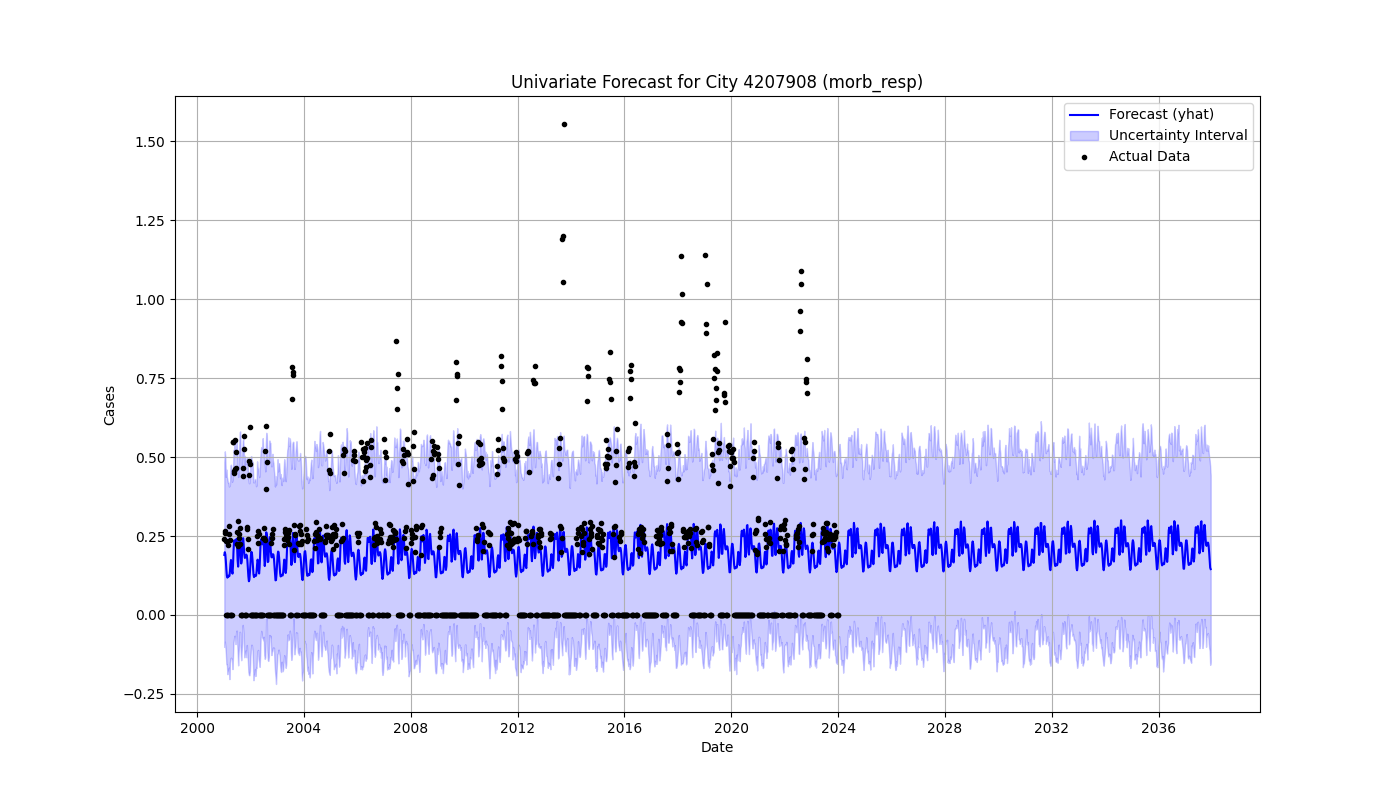 Univariate Forecast for City 4207908 (morb_resp)
Forecast (yhat)
Uncertainty Interval
Actual Data
Cases
1.50
1.25
1.00
0.75
0.50
0.25
0.00
−0.25
2000 2004 2008 2012 2016 2020 2024 2028 2032 2036
Date